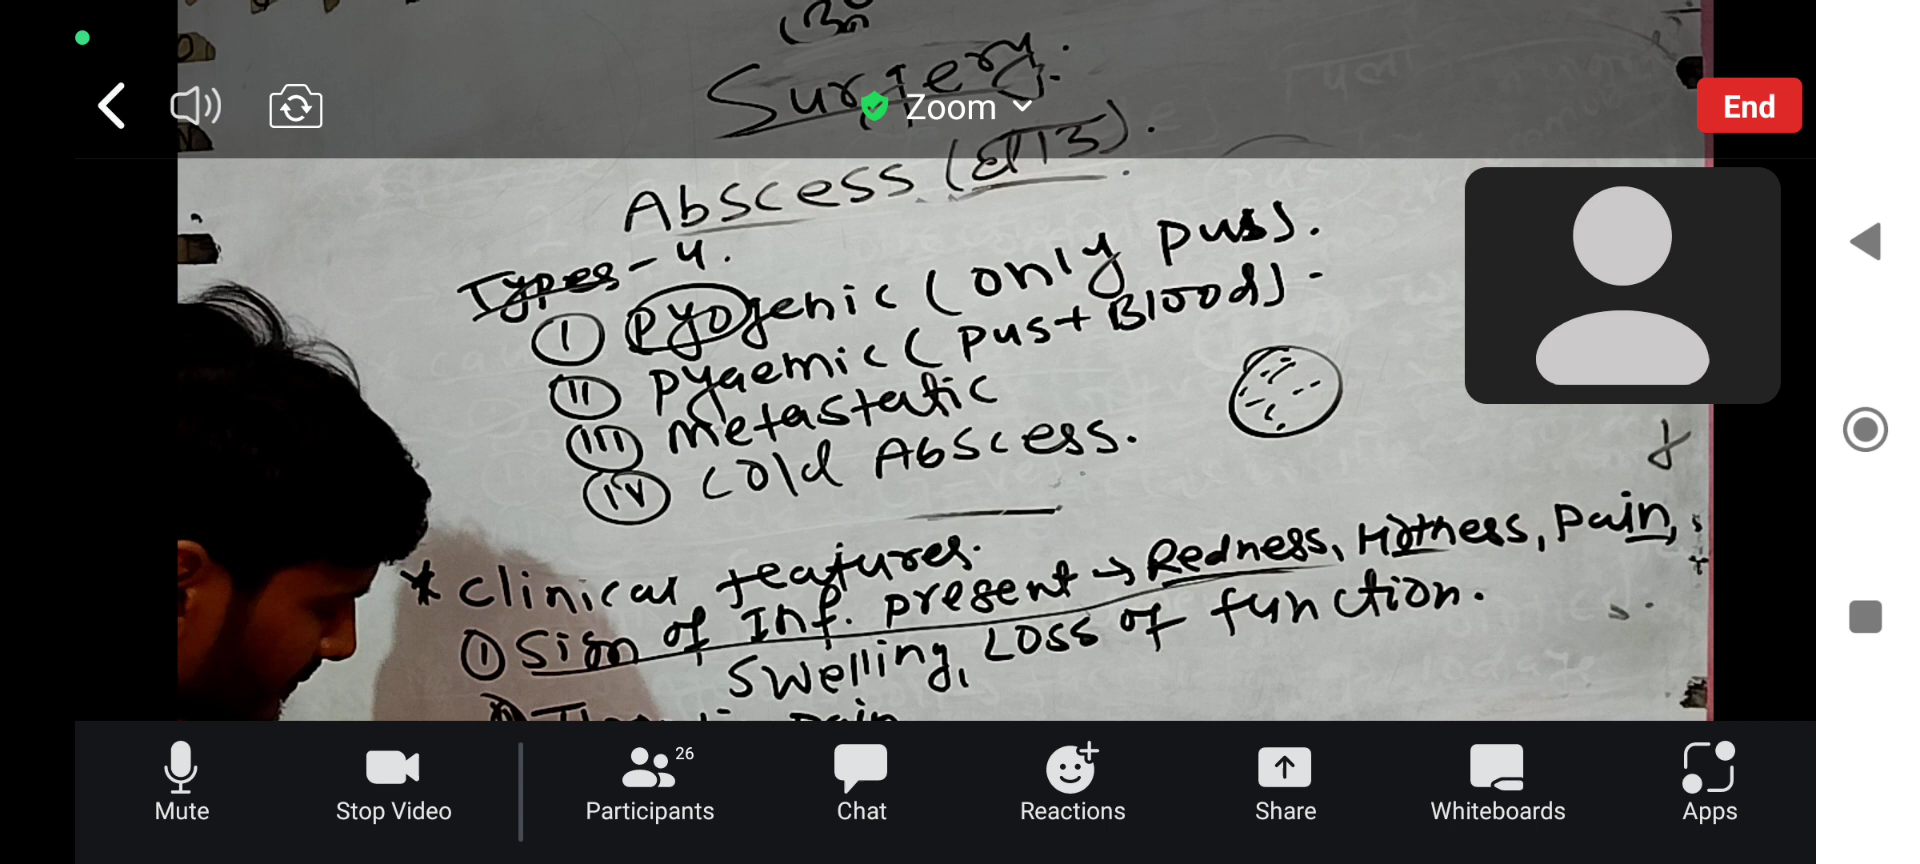 Surgery.
Zoom
End
Abscess (घाव).
Types - 4.
I Pyogenic (only Pus).
II Pyaemic (Pus + Blood) -
III Metastatic
IV Cold Abscess.
* Clinical features.
① Sign of Inf. present → Redness, Hotness, Pain,
Swelling, Loss of function.
pain
26
Mute
Stop Video
Participants
Chat
Reactions
Share
Whiteboards
Apps